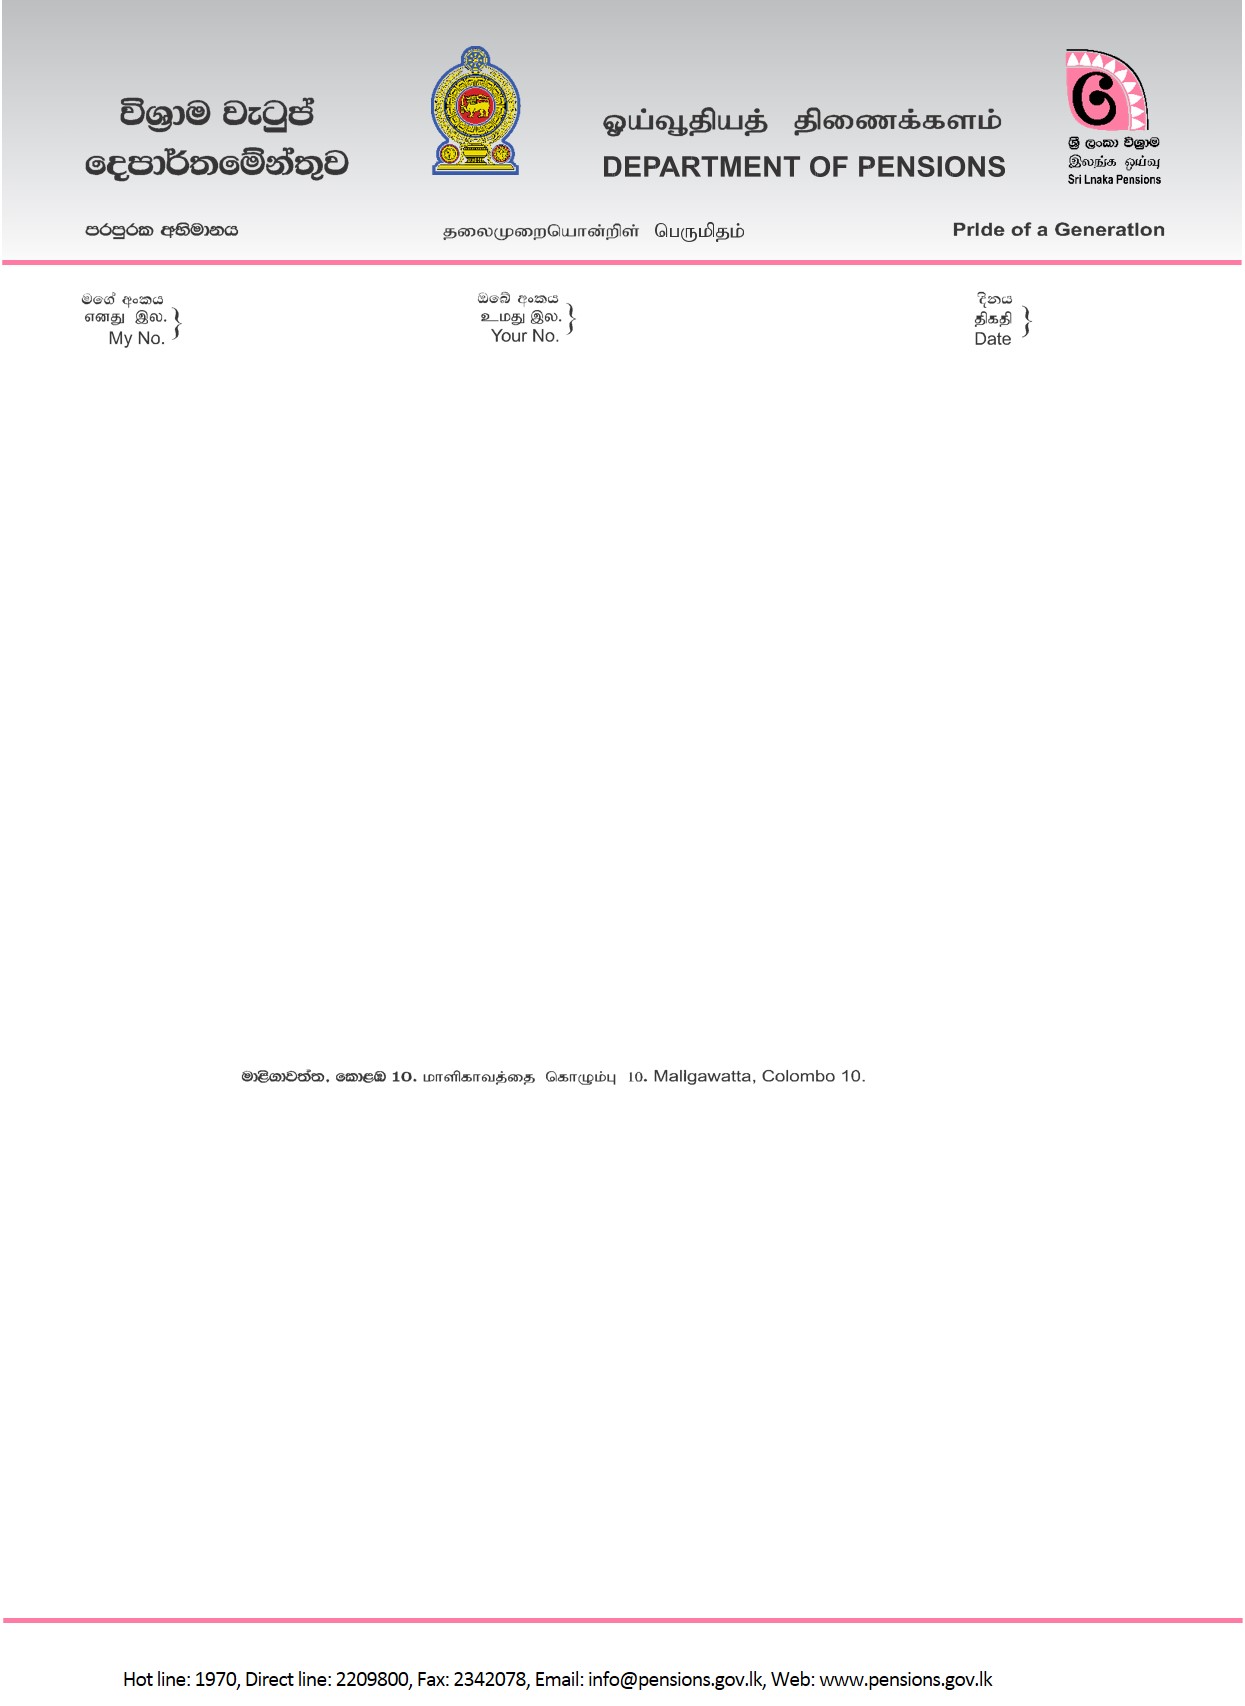 විශ්‍රාම වැටුප්
දෙපාර්තමේන්තුව
ஓய்வூதியத் திணைக்களம்
DEPARTMENT OF PENSIONS
ශ්‍රී ලංකා විශ්‍රාම
இலங்க ஓய்வு
Sri Lnaka Pensions
පරපුරක අභිමානය
தலைமுறையொன்றிள் பெருமிதம்
Pride of a Generation
මගේ අංකය
எனது இல.
My No.
ඔබේ අංකය
உமது இல.
Your No.
දිනය
திகதி
Date
මාළිගාවත්ත, කොළඹ 10. மாளிகாவத்தை கொழும்பு 10. Maligawatta, Colombo 10.
Hot line: 1970, Direct line: 2209800, Fax: 2342078, Email: info@pensions.gov.lk, Web: www.pensions.gov.lk